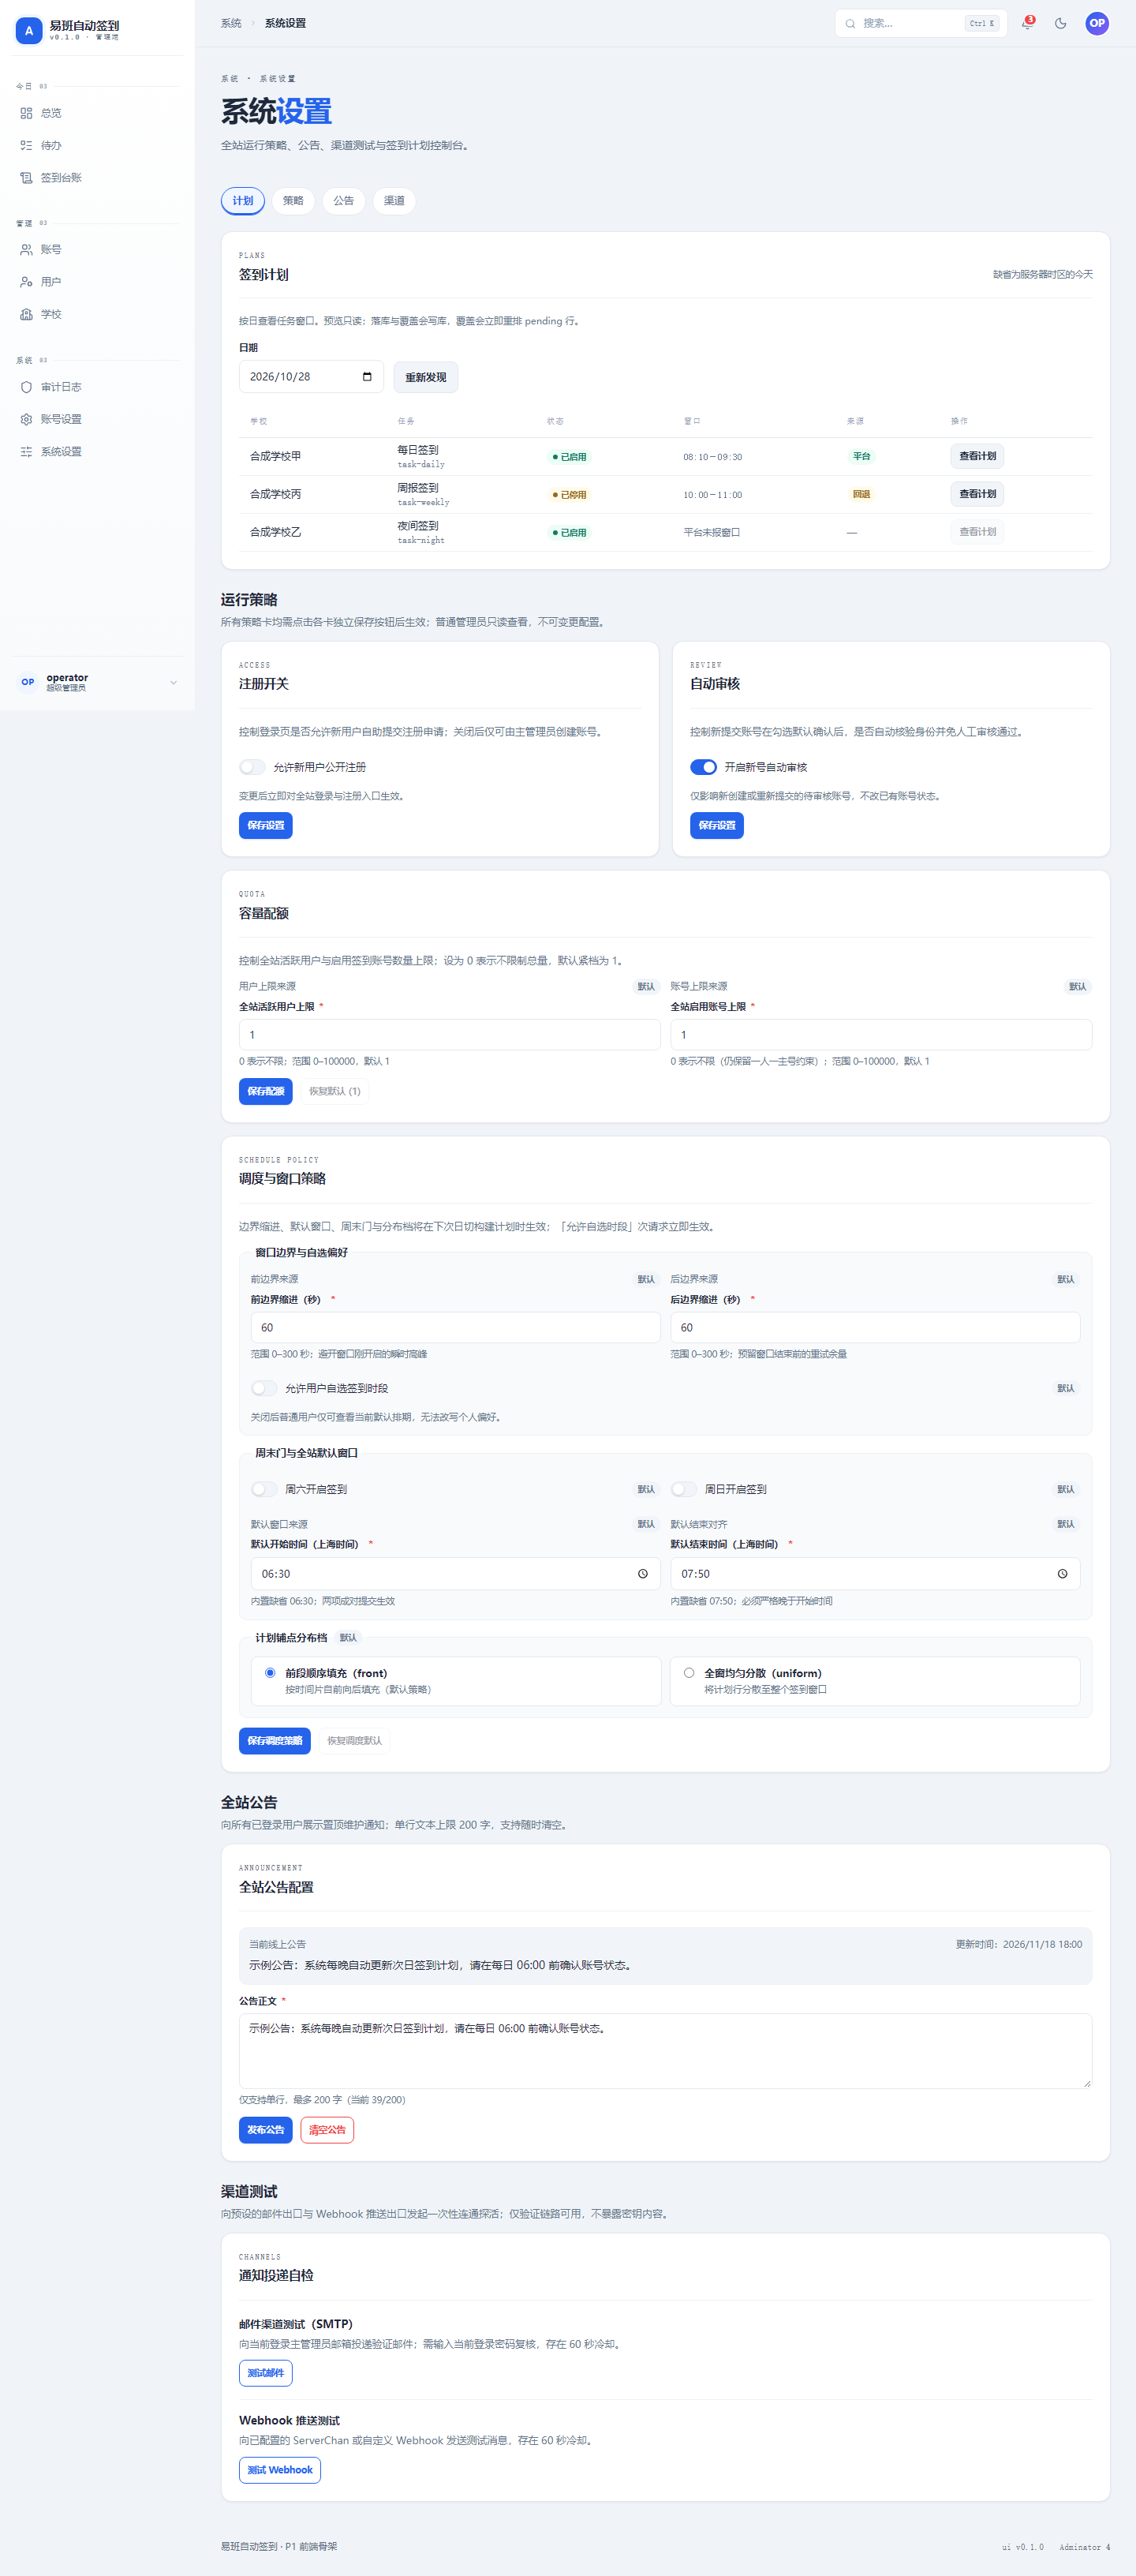 A
易班自动签到
v0.1.0 · 管理港
今日 03
总览
待办
签到台账
管理 03
账号
用户
学校
系统 03
审计日志
账号设置
系统设置
OP
operator
超级管理员
系统 › 系统设置
搜索...
Ctrl K
3
OP
系统 · 系统设置
系统设置
全站运行策略、公告、渠道测试与签到计划控制台。
计划
策略
公告
渠道
PLANS
签到计划
缺省为服务器时区的今天
按日查看任务窗口。预览只读；落库与覆盖会写库，覆盖会立即重排 pending 行。
日期
2026/10/28
重新发现
学校 任务 状态 窗口 来源 操作
合成学校甲 每日签到 已启用 08:10—09:30 平台 查看计划
task-daily
合成学校丙 周报签到 已停用 10:00—11:00 回退 查看计划
task-weekly
合成学校乙 夜间签到 已启用 平台未报窗口 — 查看计划
task-night
运行策略
所有策略卡均需点击各卡独立保存按钮后生效；普通管理员只读查看，不可变更配置。
ACCESS
注册开关
控制登录页是否允许新用户自助提交注册申请；关闭后仅可由主管理员创建账号。
允许新用户公开注册
变更后立即对全站登录与注册入口生效。
保存设置
REVIEW
自动审核
控制新提交账号在勾选默认确认后，是否自动核验身份并免人工审核通过。
开启新号自动审核
仅影响新创建或重新提交的待审核账号，不改已有账号状态。
保存设置
QUOTA
容量配额
控制全站活跃用户与启用签到账号数量上限；设为 0 表示不限制总量，默认紧档为 1。
用户上限来源 默认
全站活跃用户上限 *
1
0 表示不限；范围 0–100000，默认 1
账号上限来源 默认
全站启用账号上限 *
1
0 表示不限（仍保留一人一主号约束）；范围 0–100000，默认 1
保存配额
恢复默认 (1)
SCHEDULE POLICY
调度与窗口策略
边界缩进、默认窗口、周末门与分布档将在下次日切构建计划时生效；「允许自选时段」次请求立即生效。
窗口边界与自选偏好
前边界来源 默认
前边界缩进（秒） *
60
范围 0–300 秒；避开窗口刚开启的瞬时高峰
后边界来源 默认
后边界缩进（秒） *
60
范围 0–300 秒；预留窗口结束前的重试余量
允许用户自选签到时段 默认
关闭后普通用户仅可查看当前默认排期，无法改写个人偏好。
周末门与全站默认窗口
周六开启签到 默认
周日开启签到 默认
默认窗口来源 默认
默认开始时间（上海时间） *
06:30
内置缺省 06:30；两项成对提交生效
默认结束对齐 默认
默认结束时间（上海时间） *
07:50
内置缺省 07:50；必须严格晚于开始时间
计划铺点分布档 默认
前段顺序填充（front）
按时间片自前向后填充（默认策略）
全窗均匀分散（uniform）
将计划行分散至整个签到窗口
保存调度策略
恢复调度默认
全站公告
向所有已登录用户展示置顶维护通知；单行文本上限 200 字，支持随时清空。
ANNOUNCEMENT
全站公告配置
当前线上公告 更新时间：2026/11/18 18:00
示例公告：系统每晚自动更新次日签到计划，请在每日 06:00 前确认账号状态。
公告正文 *
示例公告：系统每晚自动更新次日签到计划，请在每日 06:00 前确认账号状态。
仅支持单行，最多 200 字（当前 39/200）
发布公告
清空公告
渠道测试
向预设的邮件出口与 Webhook 推送出口发起一次性连通探活；仅验证链路可用，不暴露密钥内容。
CHANNELS
通知投递自检
邮件渠道测试（SMTP）
向当前登录主管理员邮箱投递验证邮件；需输入当前登录密码复核，存在 60 秒冷却。
测试邮件
Webhook 推送测试
向已配置的 ServerChan 或自定义 Webhook 发送测试消息，存在 60 秒冷却。
测试 Webhook
易班自动签到 · P1 前端骨架
ui v0.1.0 Adminator 4